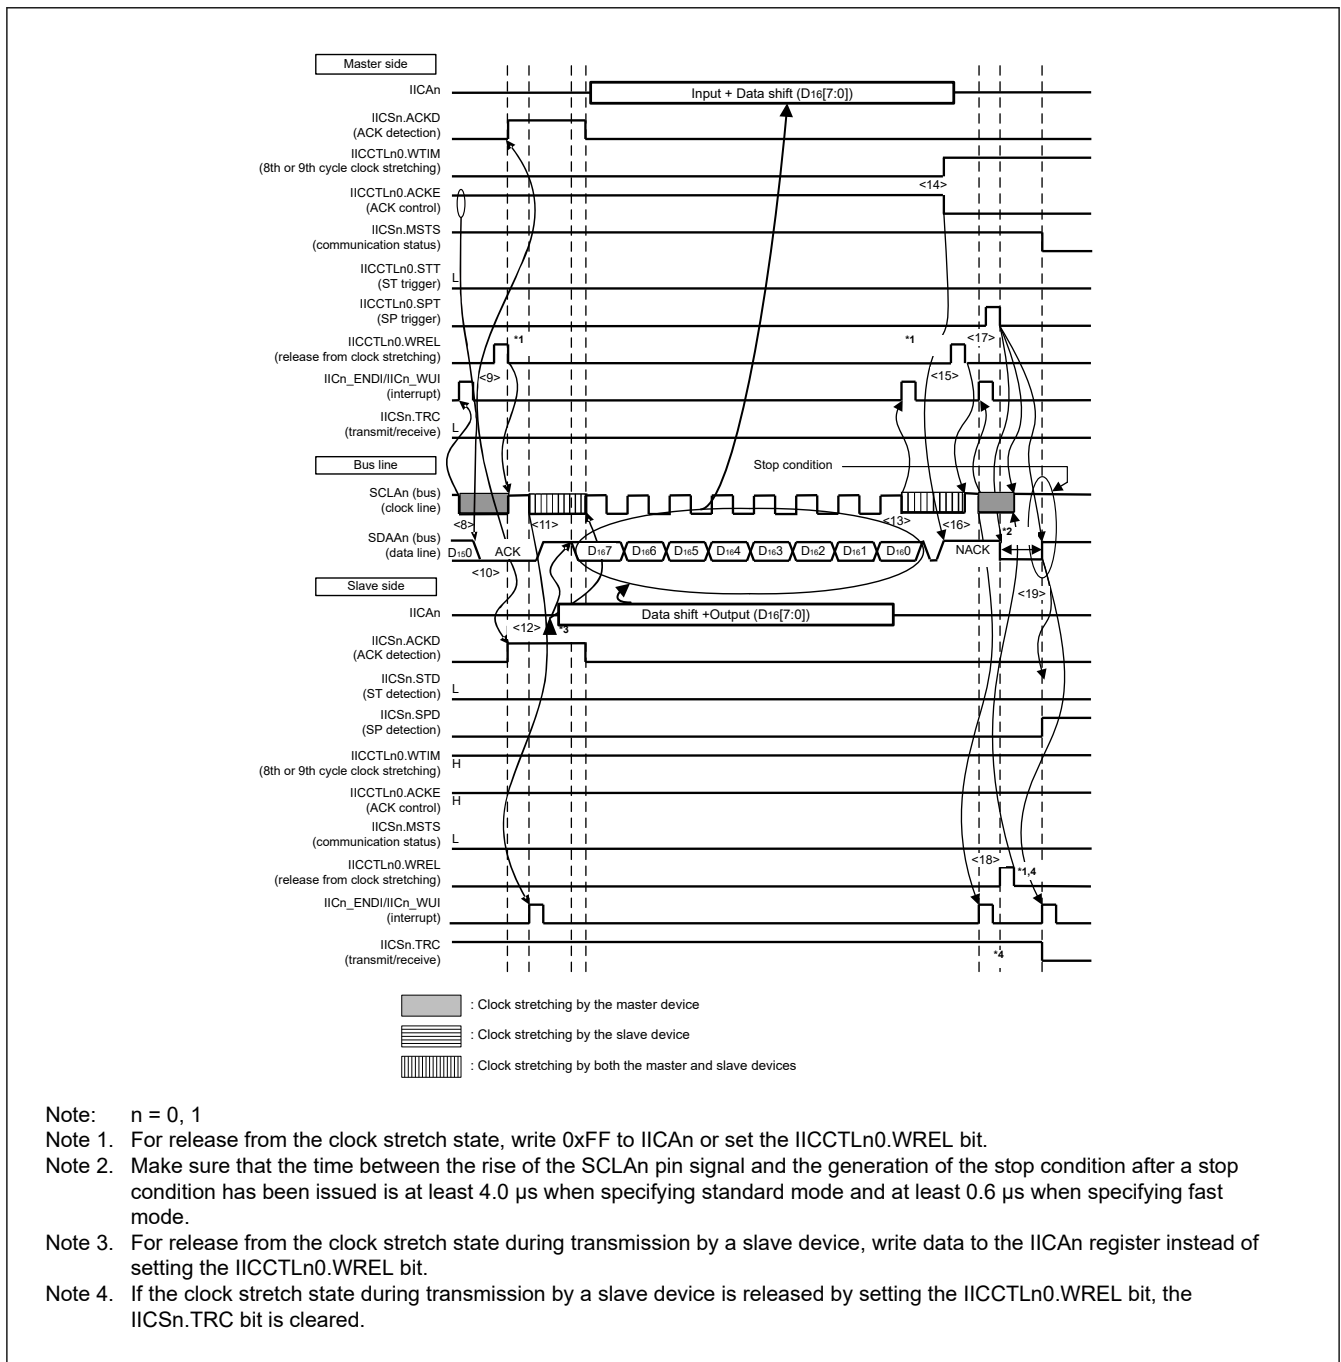 Master side
IICAn
Input + Data shift (D16[7:0])
IICSn.ACKD
(ACK detection)
IICCTLn0.WTIM
(8th or 9th cycle clock stretching)
<14>
IICCTLn0.ACKE
(ACK control)
IICSn.MSTS
(communication status)
IICCTLn0.STT
(ST trigger)
L
IICCTLn0.SPT
(SP trigger)
IICCTLn0.WREL
(release from clock stretching)
*1
*1
<17>
<9>
<15>
IICn_ENDI/IICn_WUI
(interrupt)
IICSn.TRC
(transmit/receive)
L
Bus line
Stop condition
SCLAn (bus)
(clock line)
<8>
<11>
<13>
<16>
*2
SDAAn (bus)
(data line)
D150
ACK
D167
D166
D165
D164
D163
D162
D161
D160
NACK
<10>
<19>
Slave side
IICAn
Data shift +Output (D16[7:0])
<12>
*3
IICSn.ACKD
(ACK detection)
IICSn.STD
(ST detection)
L
IICSn.SPD
(SP detection)
IICCTLn0.WTIM
(8th or 9th cycle clock stretching)
H
IICCTLn0.ACKE
(ACK control)
H
IICSn.MSTS
(communication status)
L
IICCTLn0.WREL
(release from clock stretching)
<18>
*1,4
IICn_ENDI/IICn_WUI
(interrupt)
IICSn.TRC
(transmit/receive)
*4
: Clock stretching by the master device
: Clock stretching by the slave device
: Clock stretching by both the master and slave devices
Note: n = 0, 1
Note 1. For release from the clock stretch state, write 0xFF to IICAn or set the IICCTLn0.WREL bit.
Note 2. Make sure that the time between the rise of the SCLAn pin signal and the generation of the stop condition after a stop
condition has been issued is at least 4.0 µs when specifying standard mode and at least 0.6 µs when specifying fast
mode.
Note 3. For release from the clock stretch state during transmission by a slave device, write data to the IICAn register instead of
setting the IICCTLn0.WREL bit.
Note 4. If the clock stretch state during transmission by a slave device is released by setting the IICCTLn0.WREL bit, the
IICSn.TRC bit is cleared.